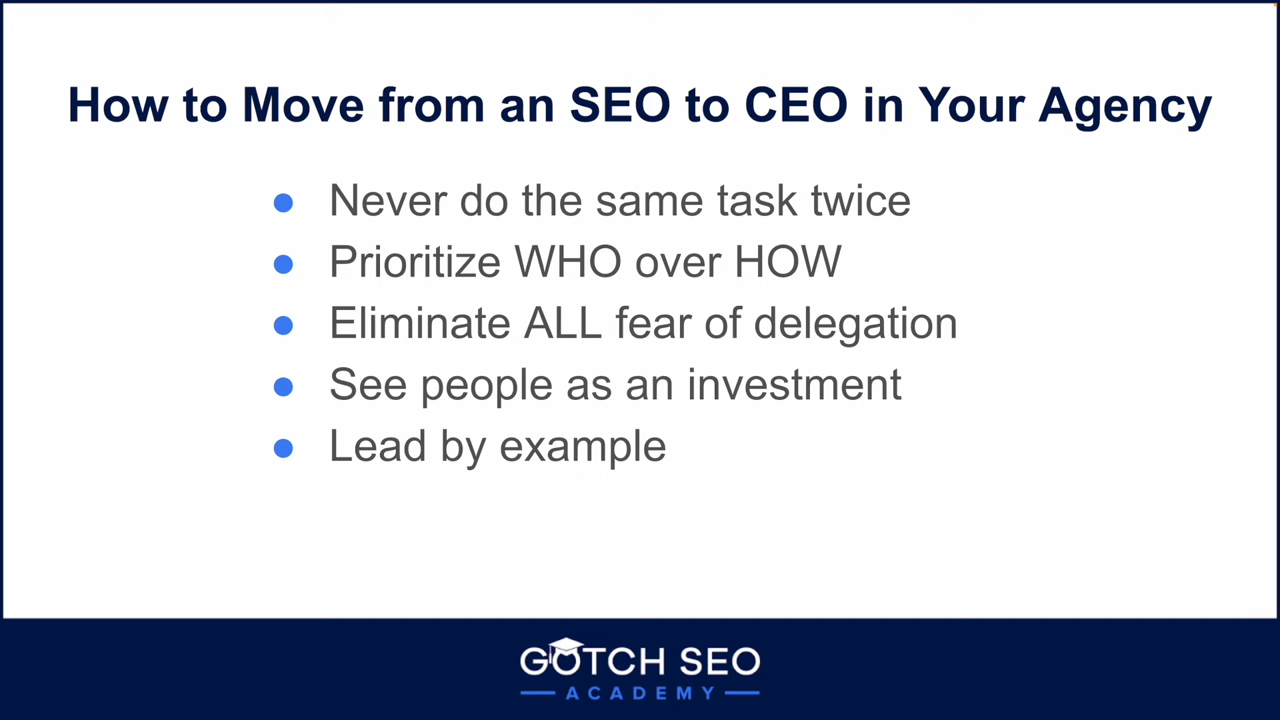 How to Move from an SEO to CEO in Your Agency
● Never do the same task twice
● Prioritize WHO over HOW
● Eliminate ALL fear of delegation
● See people as an investment
● Lead by example
GOTCH SEO
ACADEMY